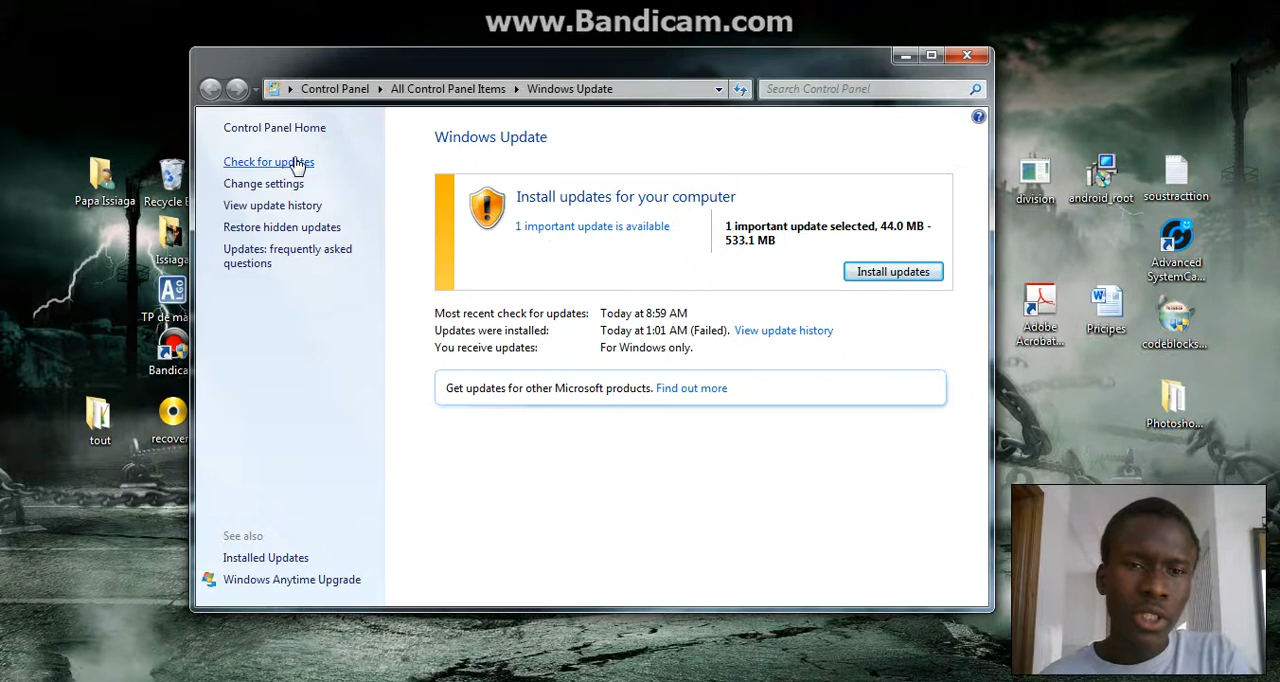 www.Bandicam.com
Control Panel
All Control Panel Items
Windows Update
Search Control Panel
Control Panel Home
Check for updates
Change settings
View update history
Restore hidden updates
Updates: frequently asked
questions
See also
Installed Updates
Windows Anytime Upgrade
Windows Update
Install updates for your computer
1 important update is available
1 important update selected, 44.0 MB -
533.1 MB
Install updates
Most recent check for updates: Today at 8:59 AM
Updates were installed: Today at 1:01 AM (Failed). View update history
You receive updates: For Windows only.
Get updates for other Microsoft products. Find out more
Papa Issiaga
Recycle B
Issiaga
ALGO
TP de ma
Bandica
tout
recover
division
android_root
soustracttion
Advanced
SystemCa...
Adobe
Acrobat...
Pricipes
codeblocks...
Photosho...